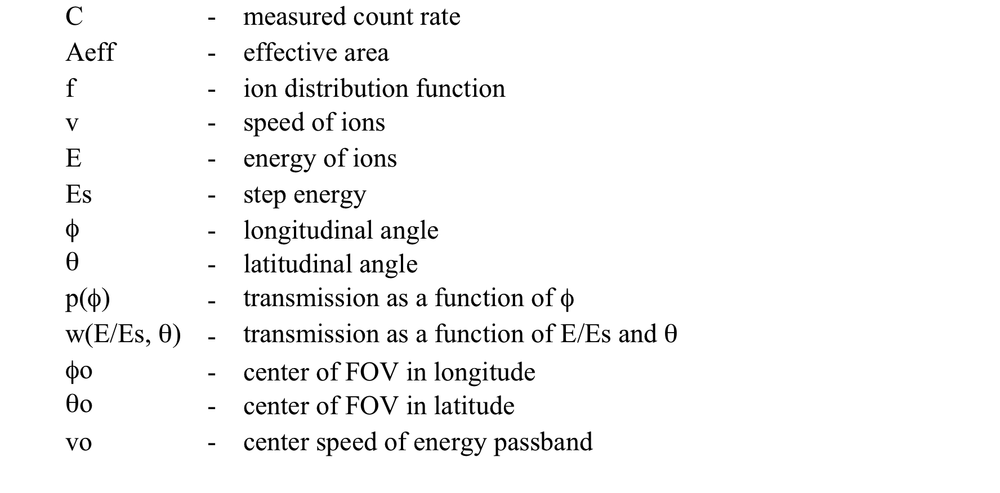 C - measured count rate
Aeff - effective area
f - ion distribution function
v - speed of ions
E - energy of ions
Es - step energy
ϕ - longitudinal angle
θ - latitudinal angle
p(ϕ) - transmission as a function of ϕ
w(E/Es, θ) - transmission as a function of E/Es and θ
ϕo - center of FOV in longitude
θo - center of FOV in latitude
vo - center speed of energy passband